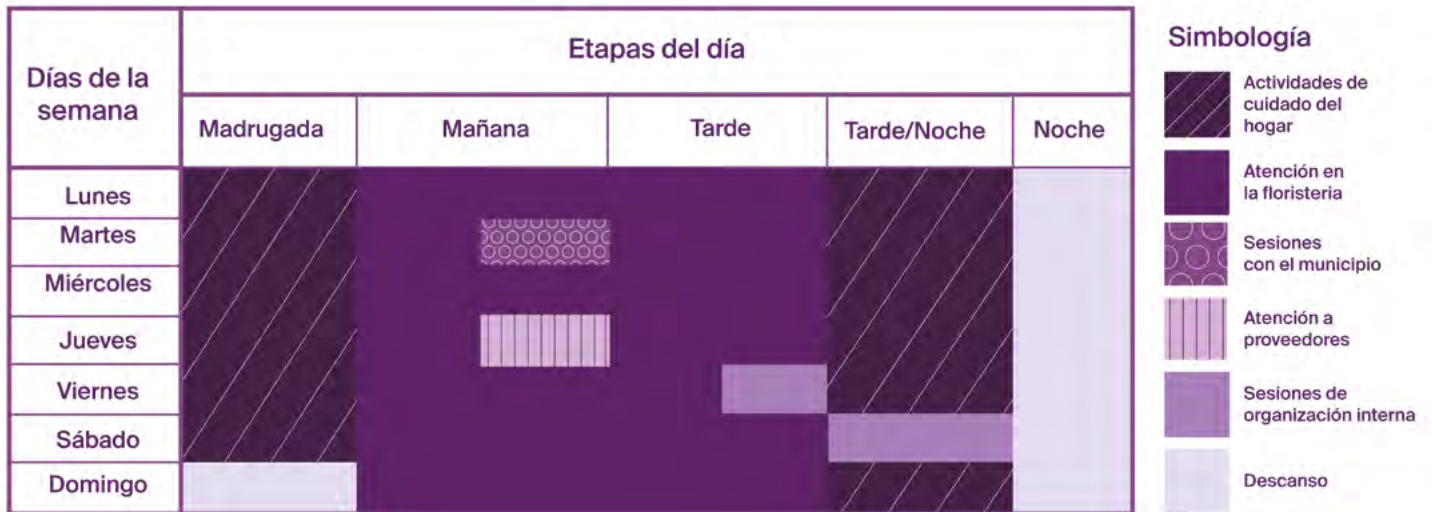 Días de la
semana
Etapas del día
Madrugada
Mañana
Tarde
Tarde/Noche
Noche
Lunes
Martes
Miércoles
Jueves
Viernes
Sábado
Domingo
Simbología
Actividades de
cuidado del
hogar
Atención en
la floristeria
Sesiones
con el municipio
Atención a
proveedores
Sesiones de
organización interna
Descanso